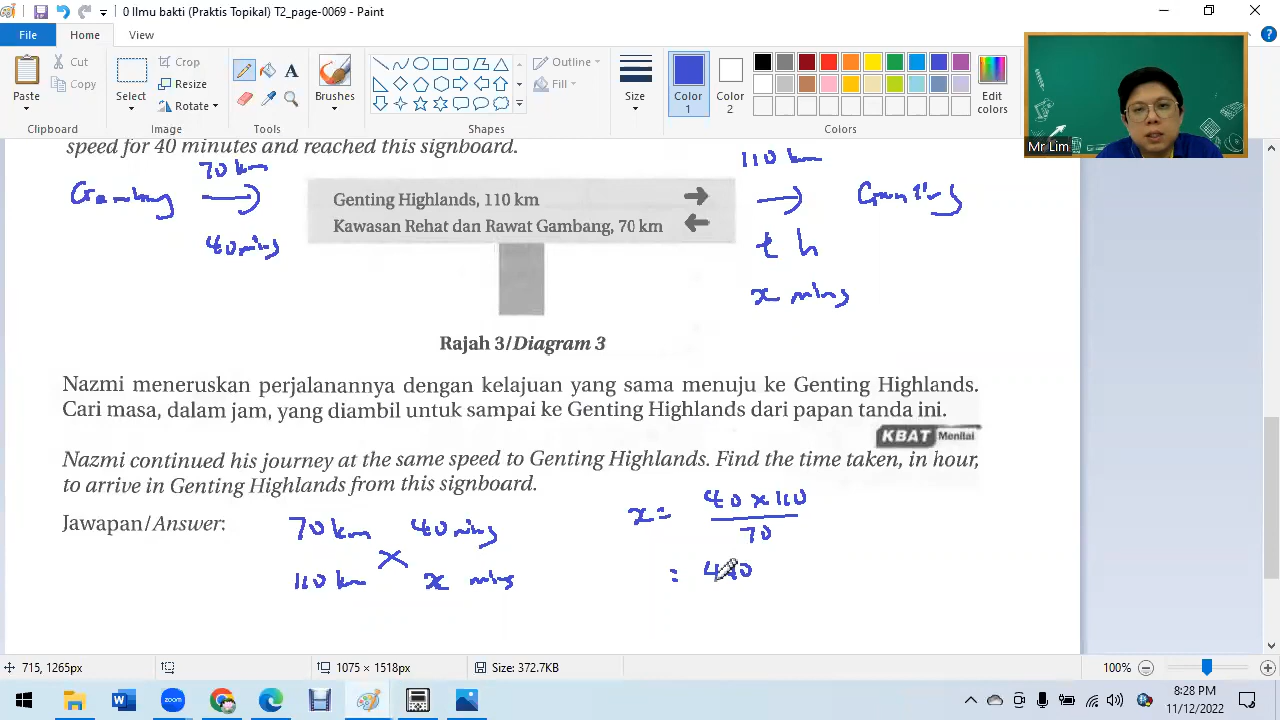 0 Ilmu bakti (Praktis Topikal) T2_page-0069 - Paint
File Home View
Paste Cut Copy Clipboard
Select Crop Resize Rotate Image
Tools
Brushes
Outline Fill Shapes
Size
Color 1 Color 2 Edit colors Colors
Mr Lim
speed for 40 minutes and reached this signboard.
Gambang 70 km 40 mins
Genting Highlands, 110 km →
Kawasan Rehat dan Rawat Gambang, 70 km ←
110 km → Genting
t h
x mins
Rajah 3/Diagram 3
Nazmi meneruskan perjalanannya dengan kelajuan yang sama menuju ke Genting Highlands.
Cari masa, dalam jam, yang diambil untuk sampai ke Genting Highlands dari papan tanda ini.
KBAT Menilai
Nazmi continued his journey at the same speed to Genting Highlands. Find the time taken, in hour,
to arrive in Genting Highlands from this signboard.
Jawapan/Answer:
70 km 40 mins
110 km x mins
x = 40 x 110
70
= 440
715, 1265px 1075 × 1518px Size: 372.7KB 100%
zoom
8:28 PM
11/12/2022